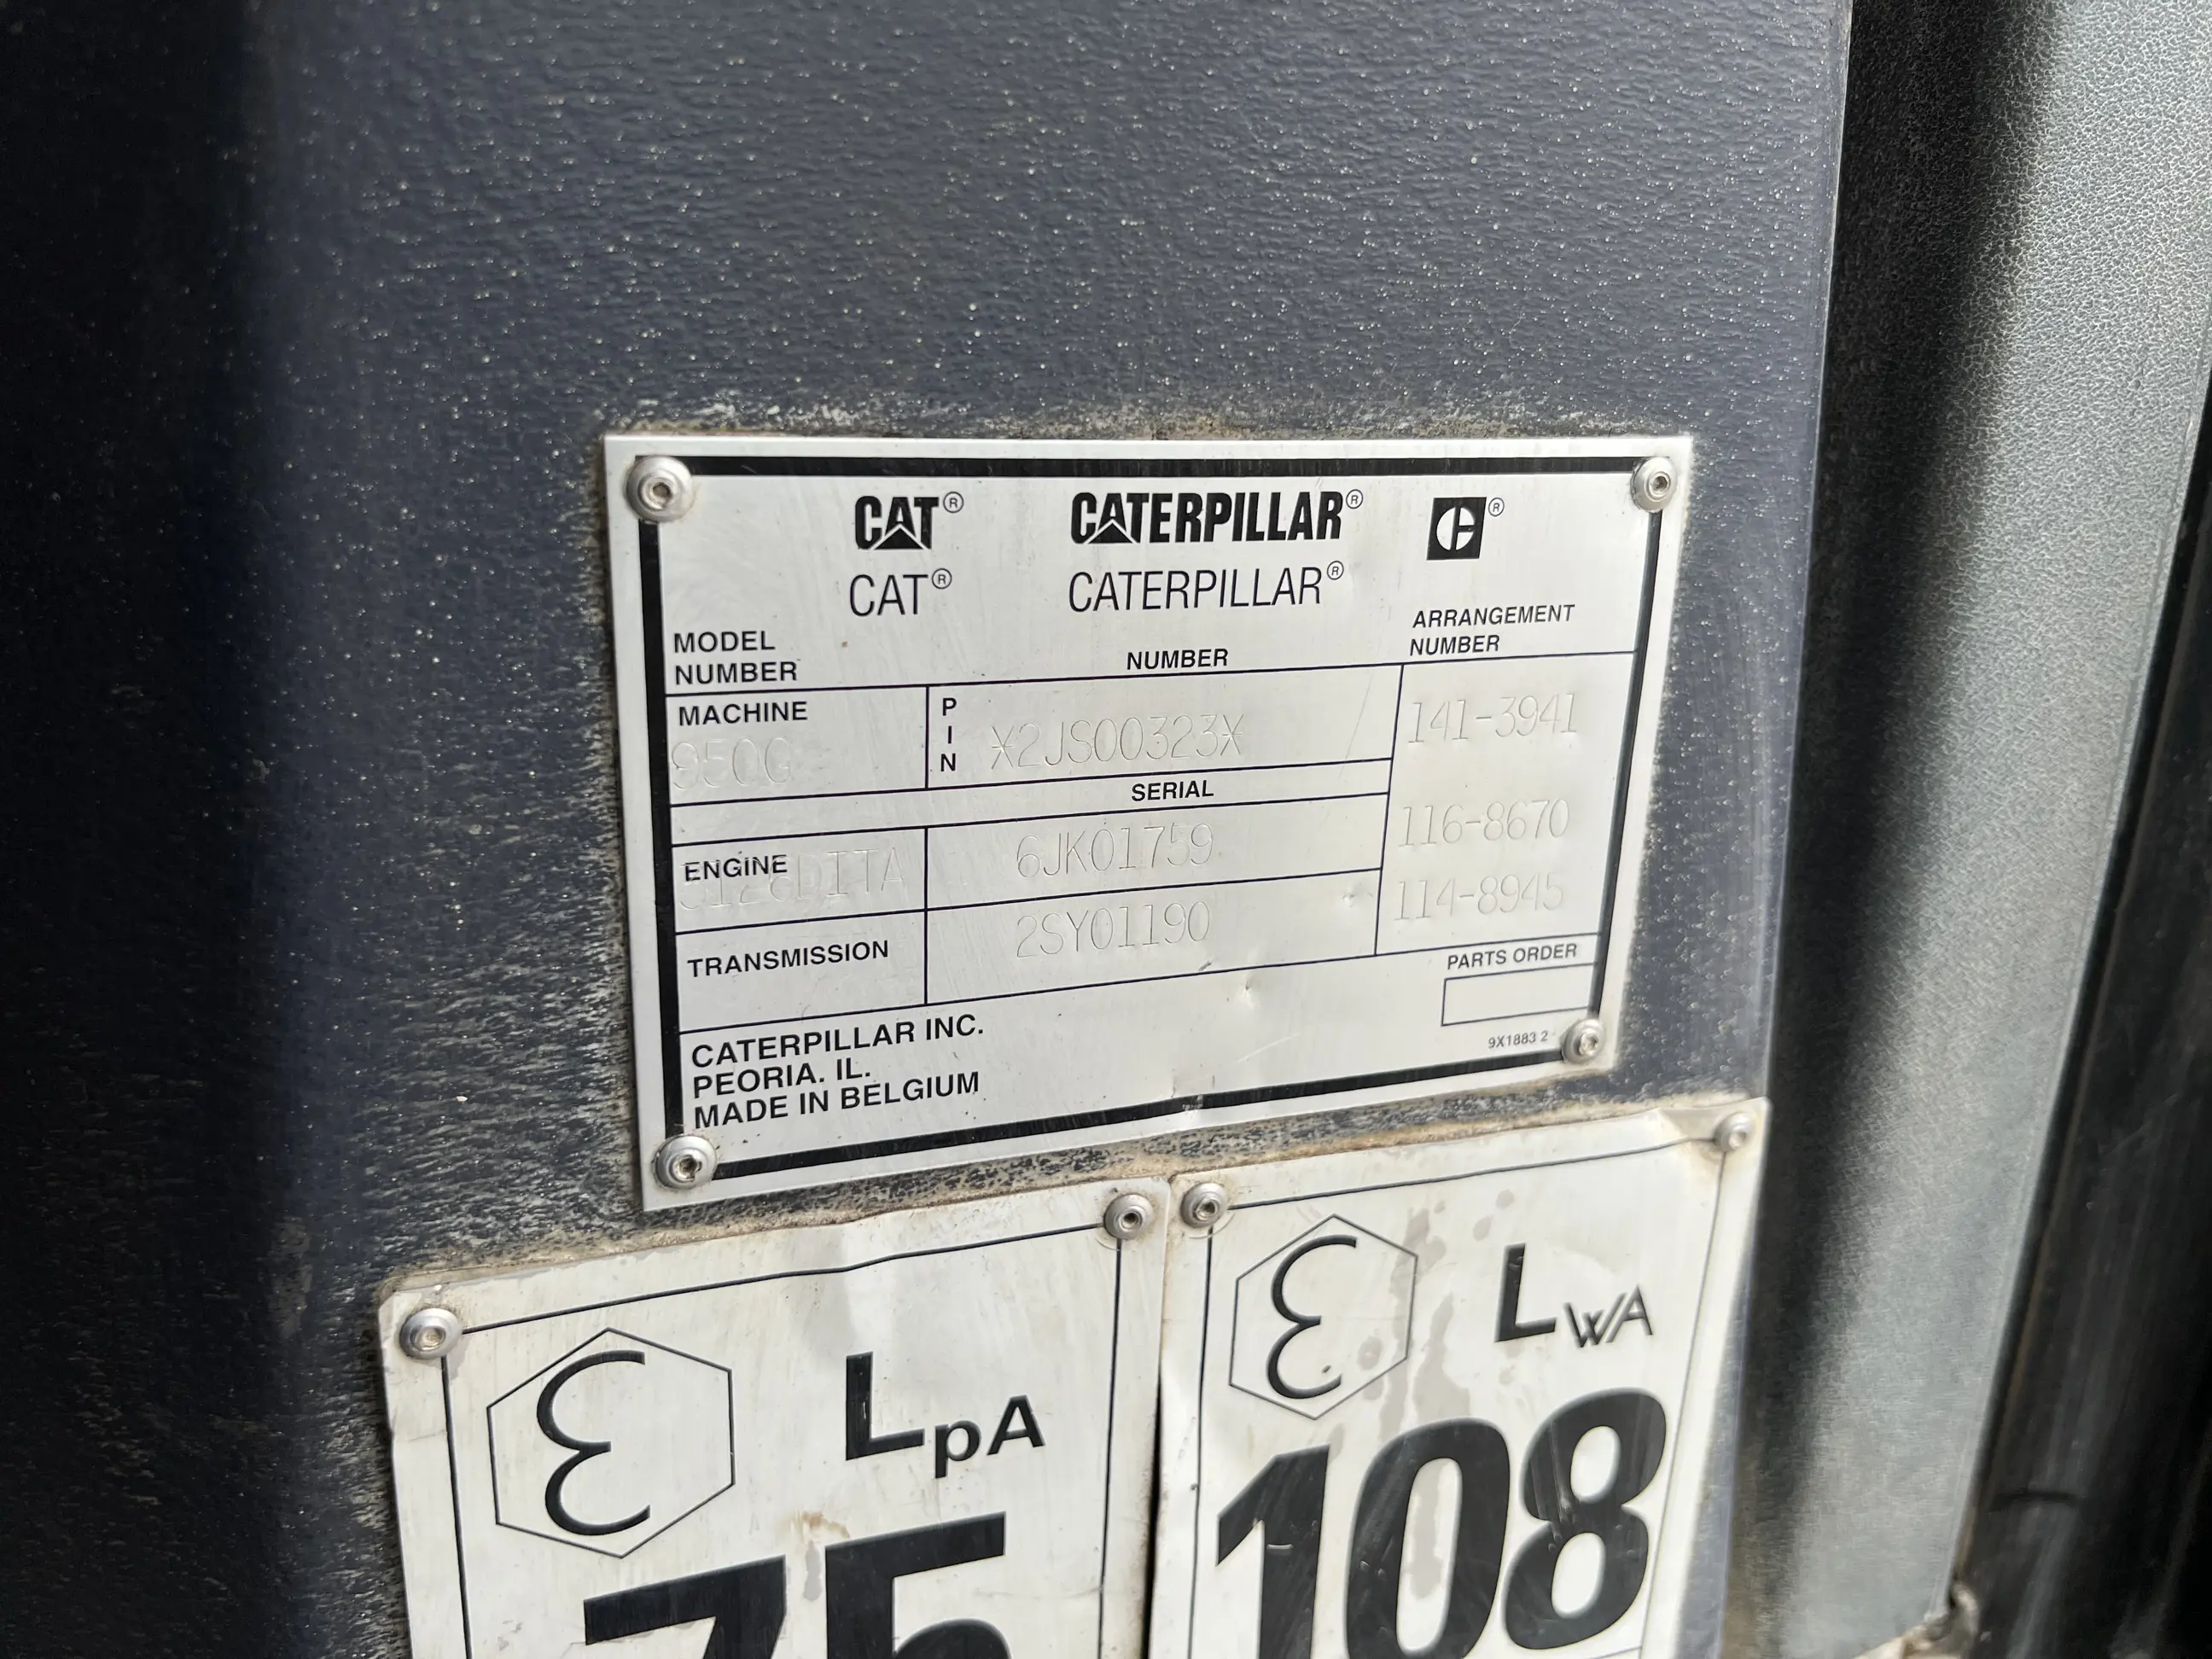 CAT® CATERPILLAR® ®
CAT® CATERPILLAR®
MODEL NUMBER
NUMBER
ARRANGEMENT NUMBER
MACHINE
950G
PIN
X2JS00323X
141-3941
SERIAL
ENGINE
3126DITA
6JK01759
116-8670
TRANSMISSION
2SY01190
114-8945
PARTS ORDER
CATERPILLAR INC.
PEORIA. IL.
MADE IN BELGIUM
9X1883 2
ε LpA
75
ε LWA
108